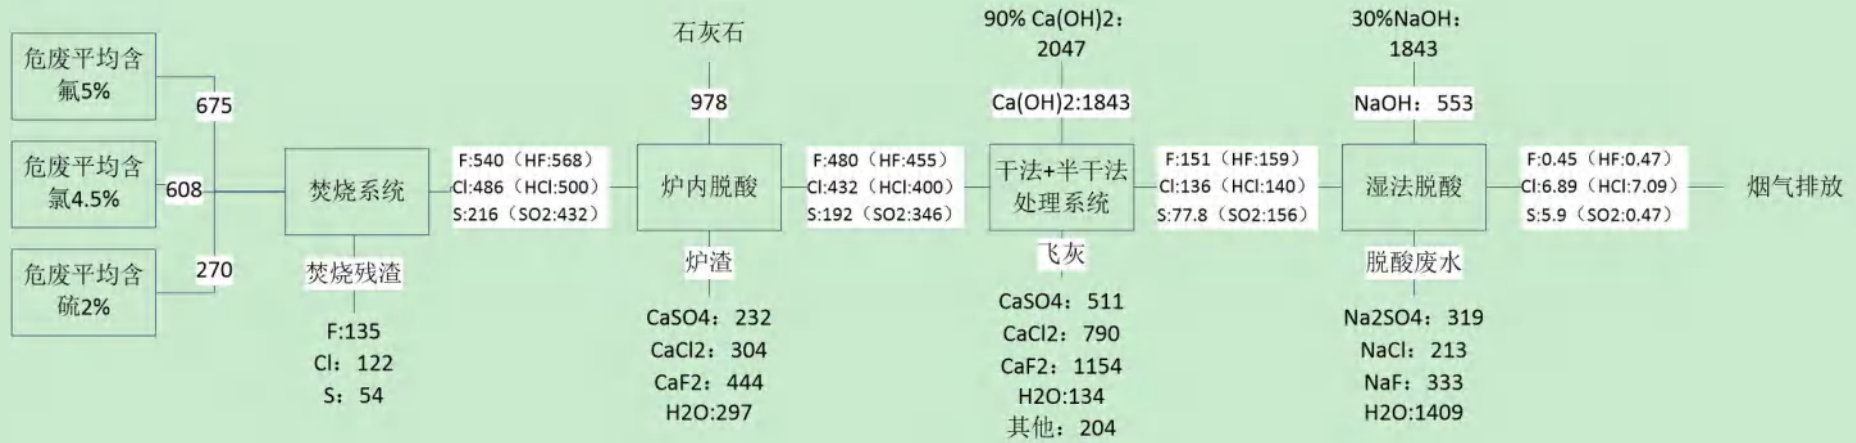 危废平均含
氟5%
危废平均含
氯4.5%
危废平均含
硫2%
675
608
270
焚烧系统
焚烧残渣
F:135
Cl：122
S：54
F:540（HF:568）
Cl:486（HCl:500）
S:216（SO2:432）
石灰石
978
炉内脱酸
炉渣
CaSO4：232
CaCl2：304
CaF2：444
H2O:297
F:480（HF:455）
Cl:432（HCl:400）
S:192（SO2:346）
90% Ca(OH)2：
2047
Ca(OH)2:1843
干法+半干法
处理系统
飞灰
CaSO4：511
CaCl2：790
CaF2：1154
H2O:134
其他：204
F:151（HF:159）
Cl:136（HCl:140）
S:77.8（SO2:156）
30%NaOH：
1843
NaOH：553
湿法脱酸
脱酸废水
Na2SO4：319
NaCl：213
NaF：333
H2O:1409
F:0.45（HF:0.47）
Cl:6.89（HCl:7.09）
S:5.9（SO2:0.47）
烟气排放